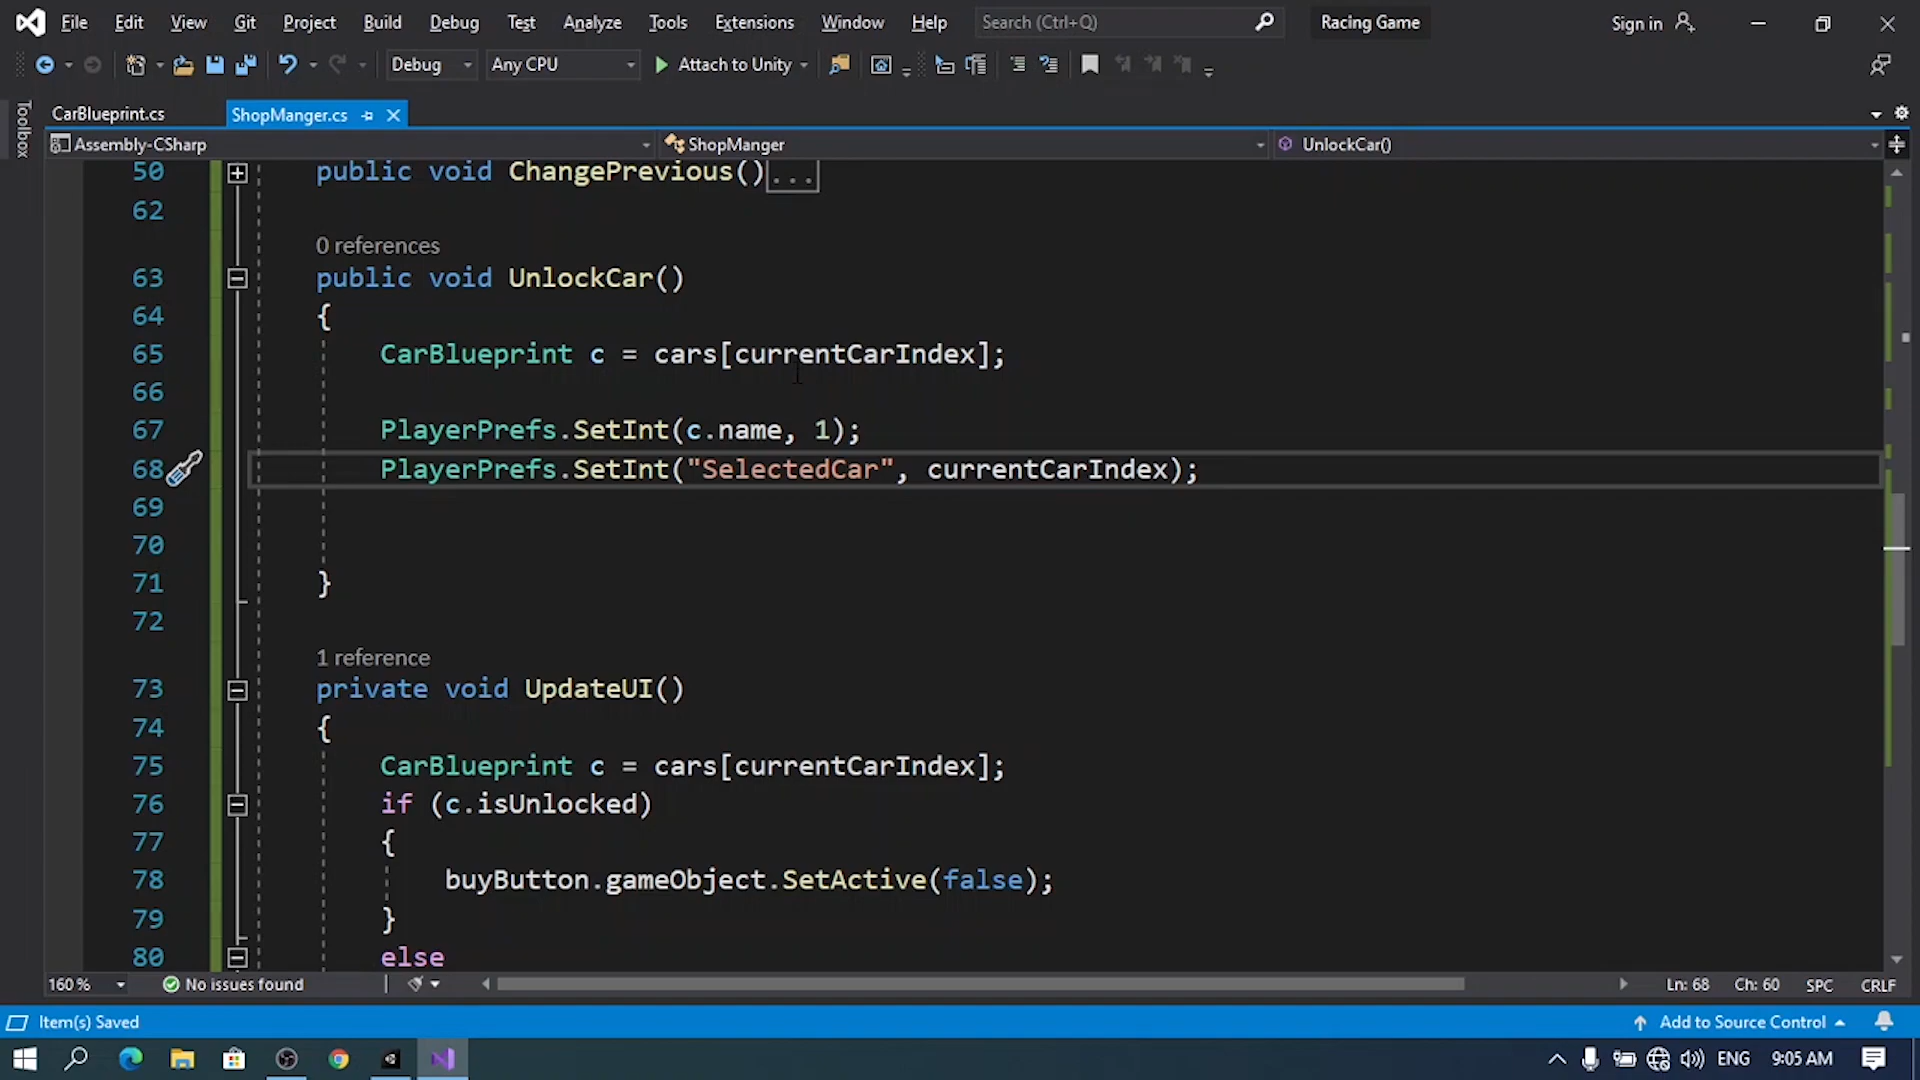 File Edit View Git Project Build Debug Test Analyze Tools Extensions Window Help Search (Ctrl+Q) Racing Game Sign in
Debug Any CPU Attach to Unity
Toolbox
CarBlueprint.cs ShopManger.cs
Assembly-CSharp ShopManger UnlockCar()
50 public void ChangePrevious()...
62
0 references
63 public void UnlockCar()
64 {
65 CarBlueprint c = cars[currentCarIndex];
66
67 PlayerPrefs.SetInt(c.name, 1);
68 PlayerPrefs.SetInt("SelectedCar", currentCarIndex);
69
70
71 }
72
1 reference
73 private void UpdateUI()
74 {
75 CarBlueprint c = cars[currentCarIndex];
76 if (c.isUnlocked)
77 {
78 buyButton.gameObject.SetActive(false);
79 }
80 else
160 % No issues found Ln: 68 Ch: 60 SPC CRLF
Item(s) Saved Add to Source Control
ENG 9:05 AM